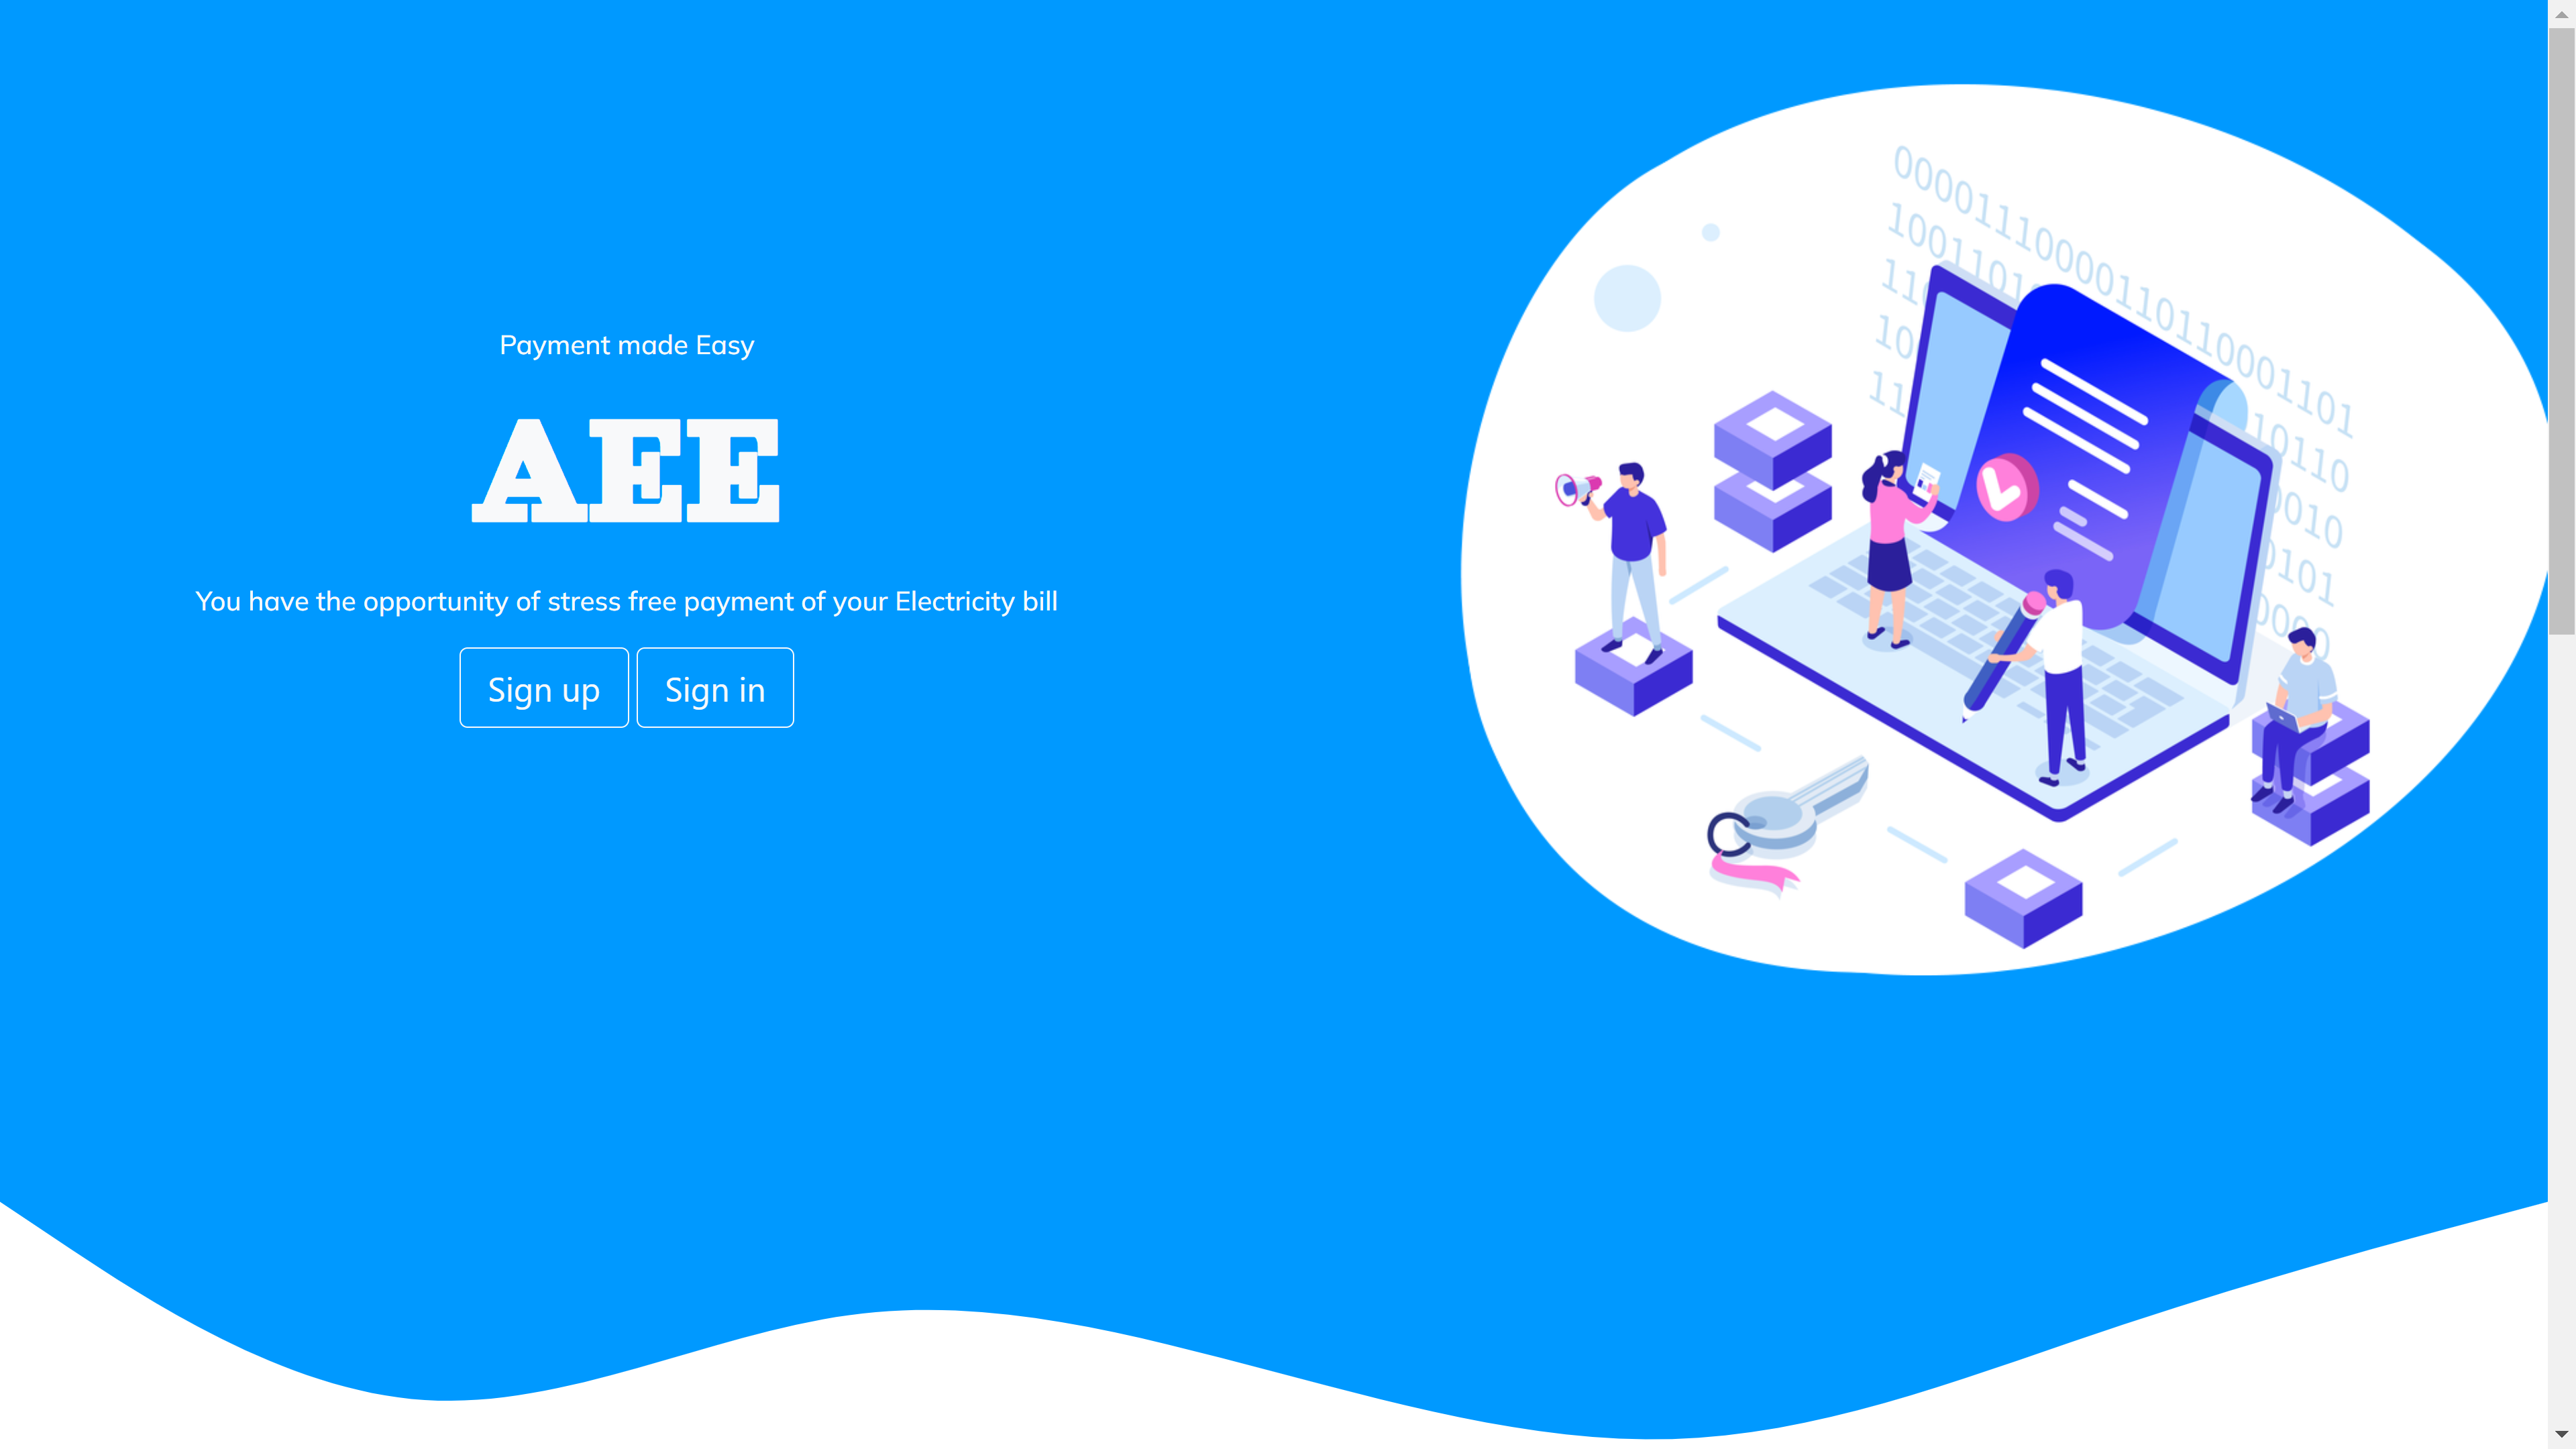 Payment made Easy
AEE
You have the opportunity of stress free payment of your Electricity bill
Sign up Sign in
00001110000110110001101